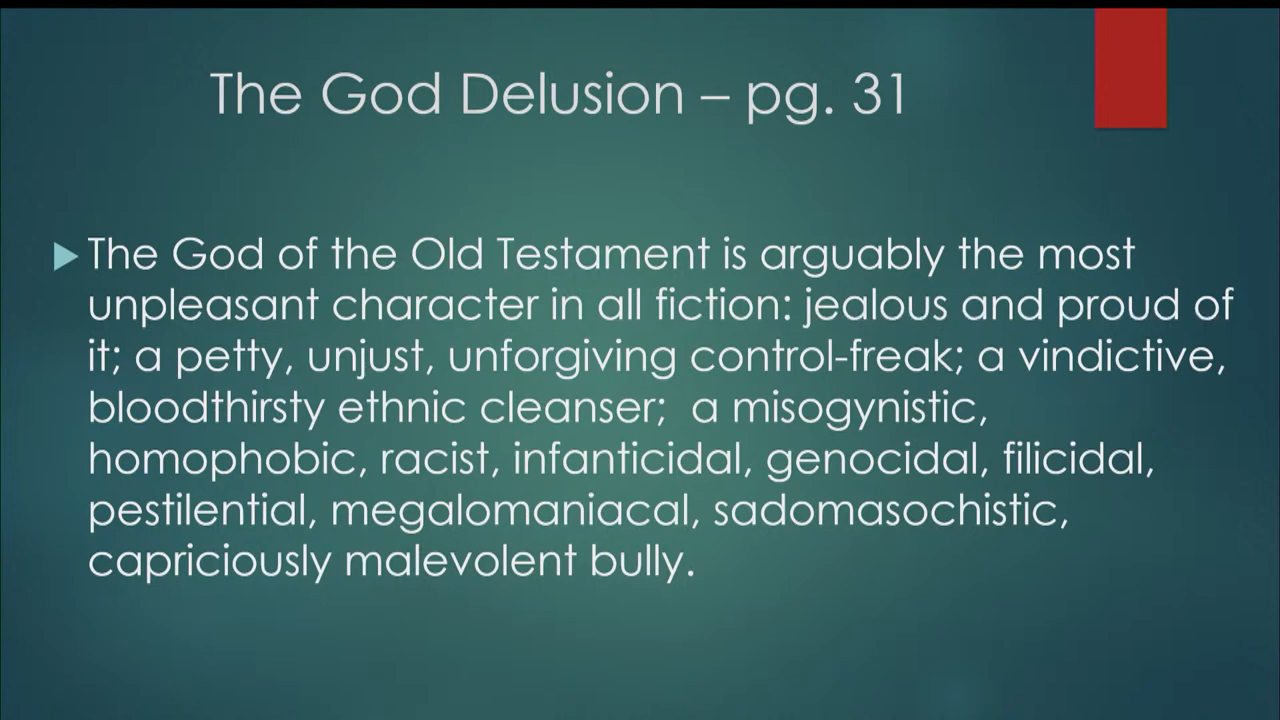 The God Delusion – pg. 31
The God of the Old Testament is arguably the most
unpleasant character in all fiction: jealous and proud of
it; a petty, unjust, unforgiving control-freak; a vindictive,
bloodthirsty ethnic cleanser;  a misogynistic,
homophobic, racist, infanticidal, genocidal, filicidal,
pestilential, megalomaniacal, sadomasochistic,
capriciously malevolent bully.